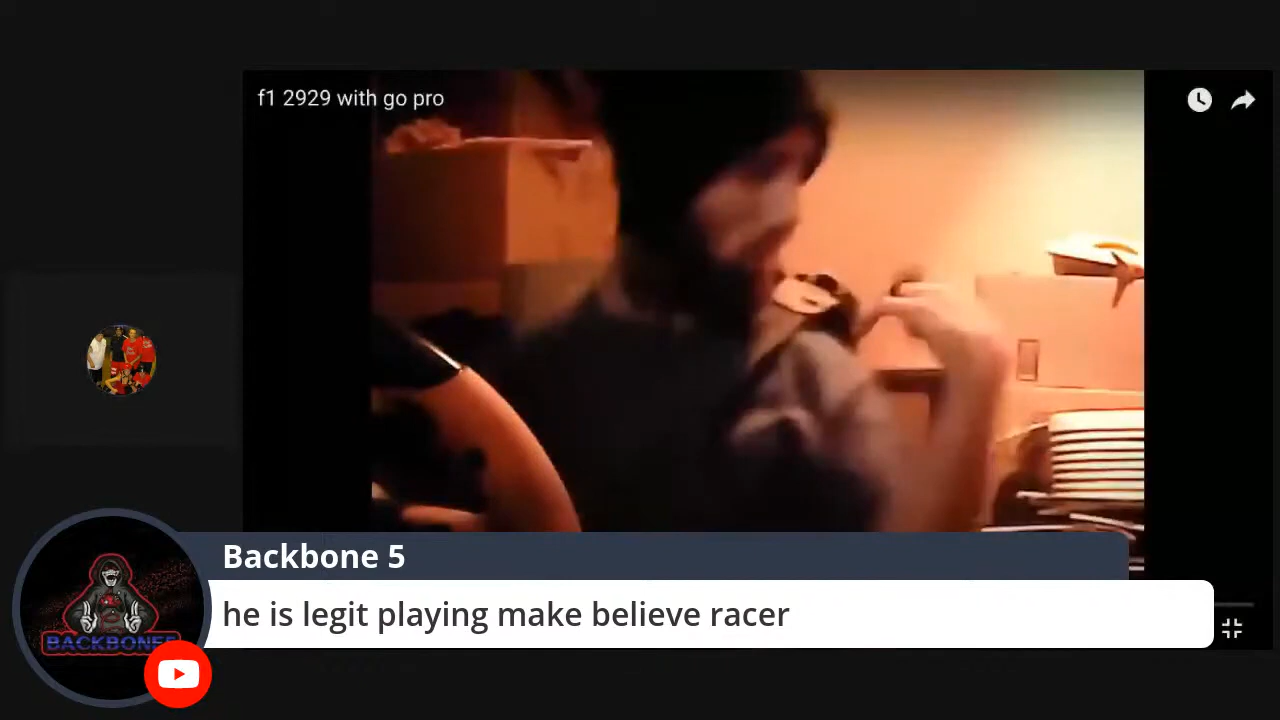 f1 2929 with go pro
Backbone 5
he is legit playing make believe racer
BACKBONE5